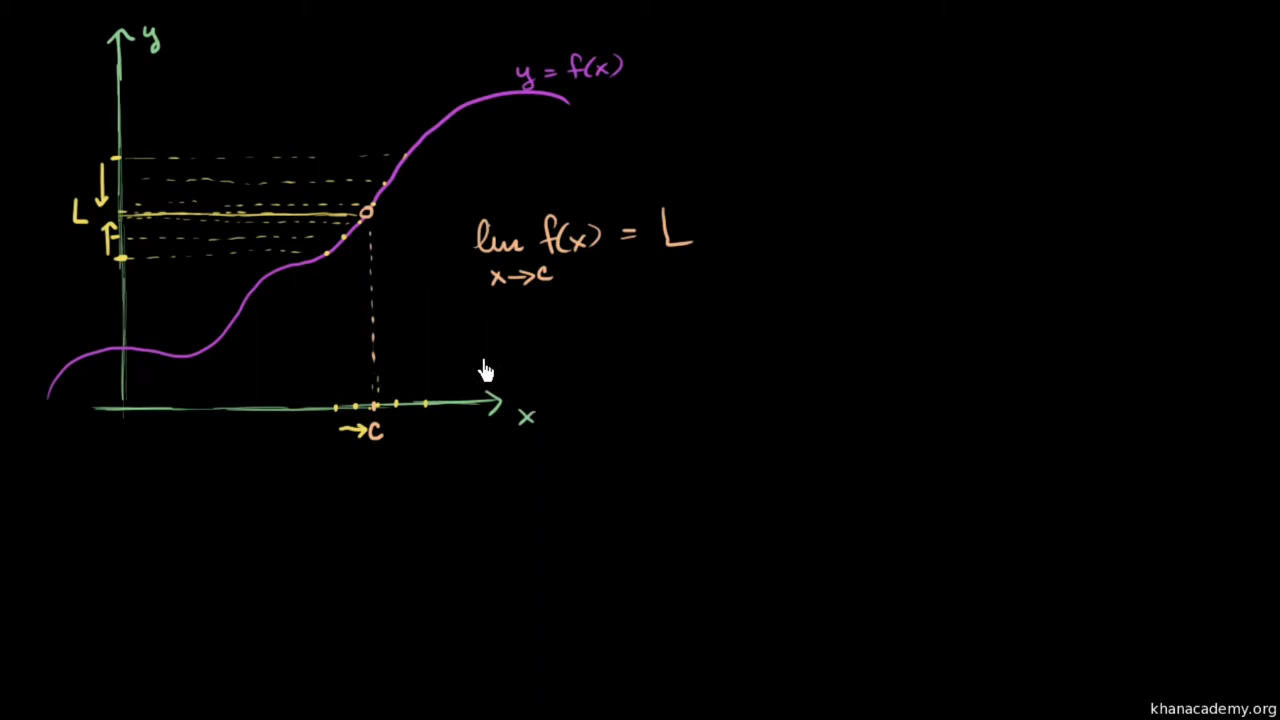 y
y = f(x)
L
lim f(x) = L
x→c
→c
x
khanacademy.org